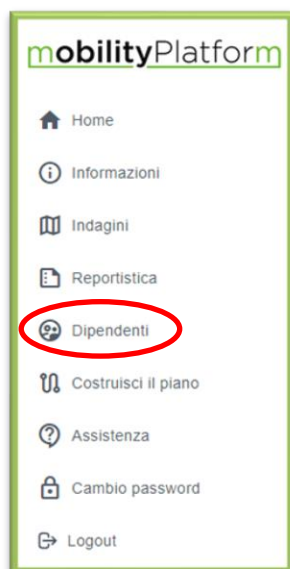 mobilityPlatform
Home
Informazioni
Indagini
Reportistica
Dipendenti
Costruisci il piano
Assistenza
Cambio password
Logout